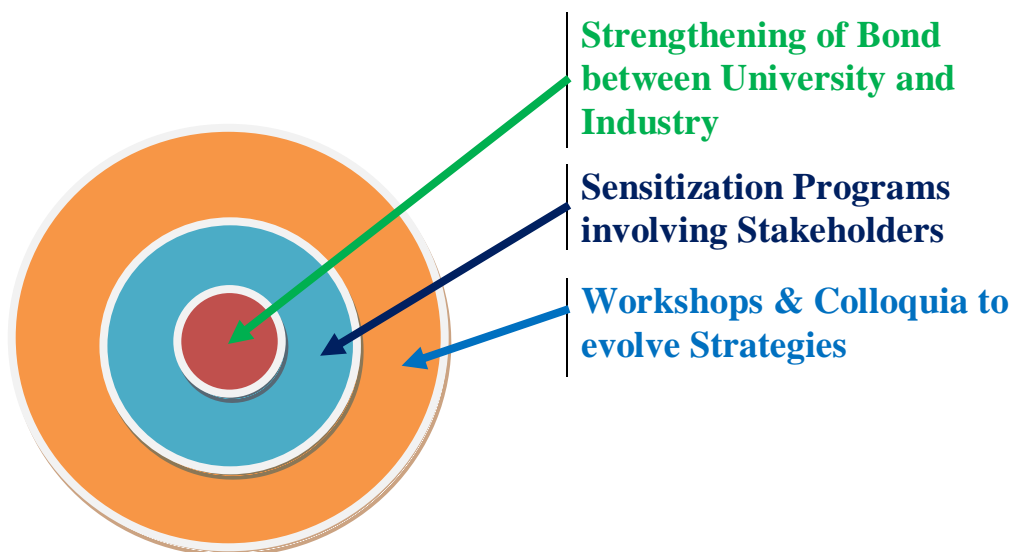 Strengthening of Bond
between University and
Industry
Sensitization Programs
involving Stakeholders
Workshops & Colloquia to
evolve Strategies